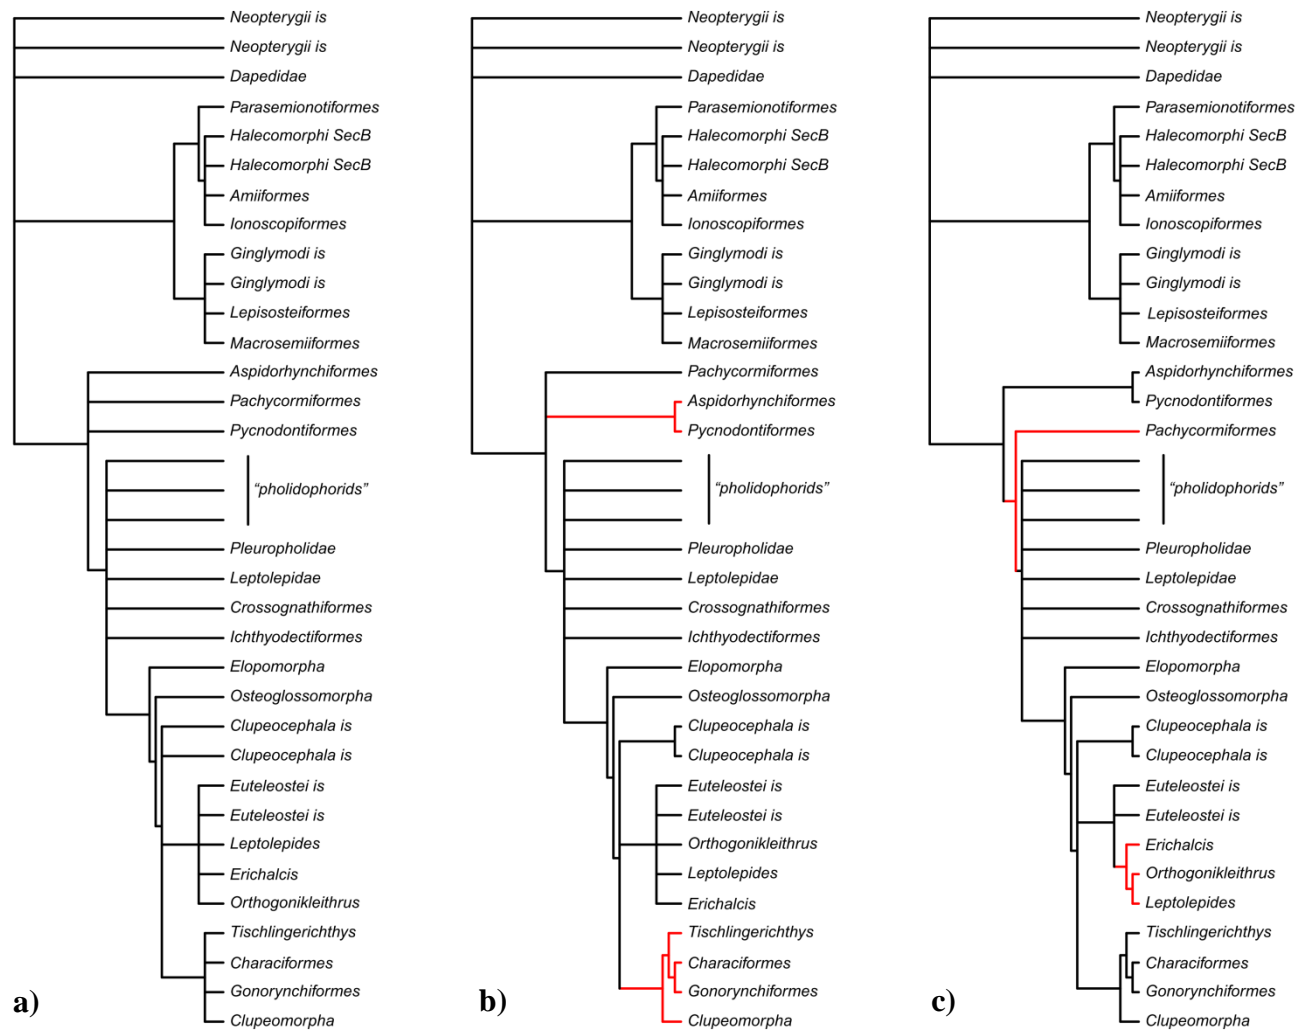 Neopterygii is
Neopterygii is
Dapedidae
Parasemionotiformes
Halecomorphi SecB
Halecomorphi SecB
Amiiformes
Ionoscopiformes
Ginglymodi is
Ginglymodi is
Lepisosteiformes
Macrosemiiformes
Aspidorhynchiformes
Pachycormiformes
Pycnodontiformes
“pholidophorids”
Pleuropholidae
Leptolepidae
Crossognathiformes
Ichthyodectiformes
Elopomorpha
Osteoglossomorpha
Clupeocephala is
Clupeocephala is
Euteleostei is
Euteleostei is
Leptolepides
Erichalcis
Orthogonikleithrus
Tischlingerichthys
Characiformes
Gonorynchiformes
Clupeomorpha
a)
Neopterygii is
Neopterygii is
Dapedidae
Parasemionotiformes
Halecomorphi SecB
Halecomorphi SecB
Amiiformes
Ionoscopiformes
Ginglymodi is
Ginglymodi is
Lepisosteiformes
Macrosemiiformes
Pachycormiformes
Aspidorhynchiformes
Pycnodontiformes
“pholidophorids”
Pleuropholidae
Leptolepidae
Crossognathiformes
Ichthyodectiformes
Elopomorpha
Osteoglossomorpha
Clupeocephala is
Clupeocephala is
Euteleostei is
Euteleostei is
Orthogonikleithrus
Leptolepides
Erichalcis
Tischlingerichthys
Characiformes
Gonorynchiformes
Clupeomorpha
b)
Neopterygii is
Neopterygii is
Dapedidae
Parasemionotiformes
Halecomorphi SecB
Halecomorphi SecB
Amiiformes
Ionoscopiformes
Ginglymodi is
Ginglymodi is
Lepisosteiformes
Macrosemiiformes
Aspidorhynchiformes
Pycnodontiformes
Pachycormiformes
“pholidophorids”
Pleuropholidae
Leptolepidae
Crossognathiformes
Ichthyodectiformes
Elopomorpha
Osteoglossomorpha
Clupeocephala is
Clupeocephala is
Euteleostei is
Euteleostei is
Erichalcis
Orthogonikleithrus
Leptolepides
Tischlingerichthys
Characiformes
Gonorynchiformes
Clupeomorpha
c)